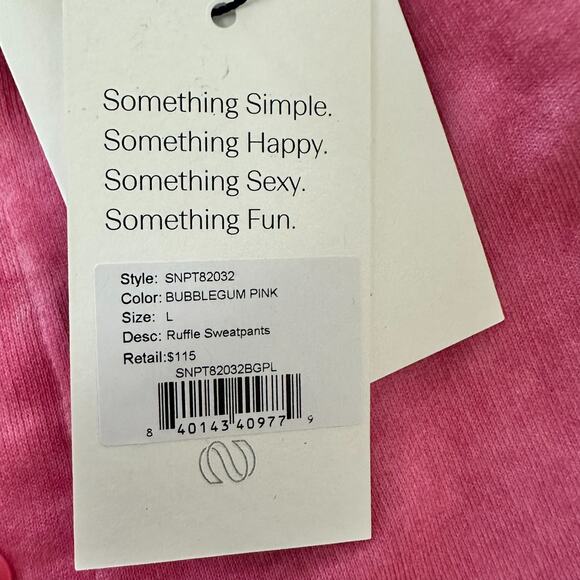 Something Simple.
Something Happy.
Something Sexy.
Something Fun.
Style: SNPT82032
Color: BUBBLEGUM PINK
Size: L
Desc: Ruffle Sweatpants
Retail:$115
SNPT82032BGPL
8 40143 40977 9